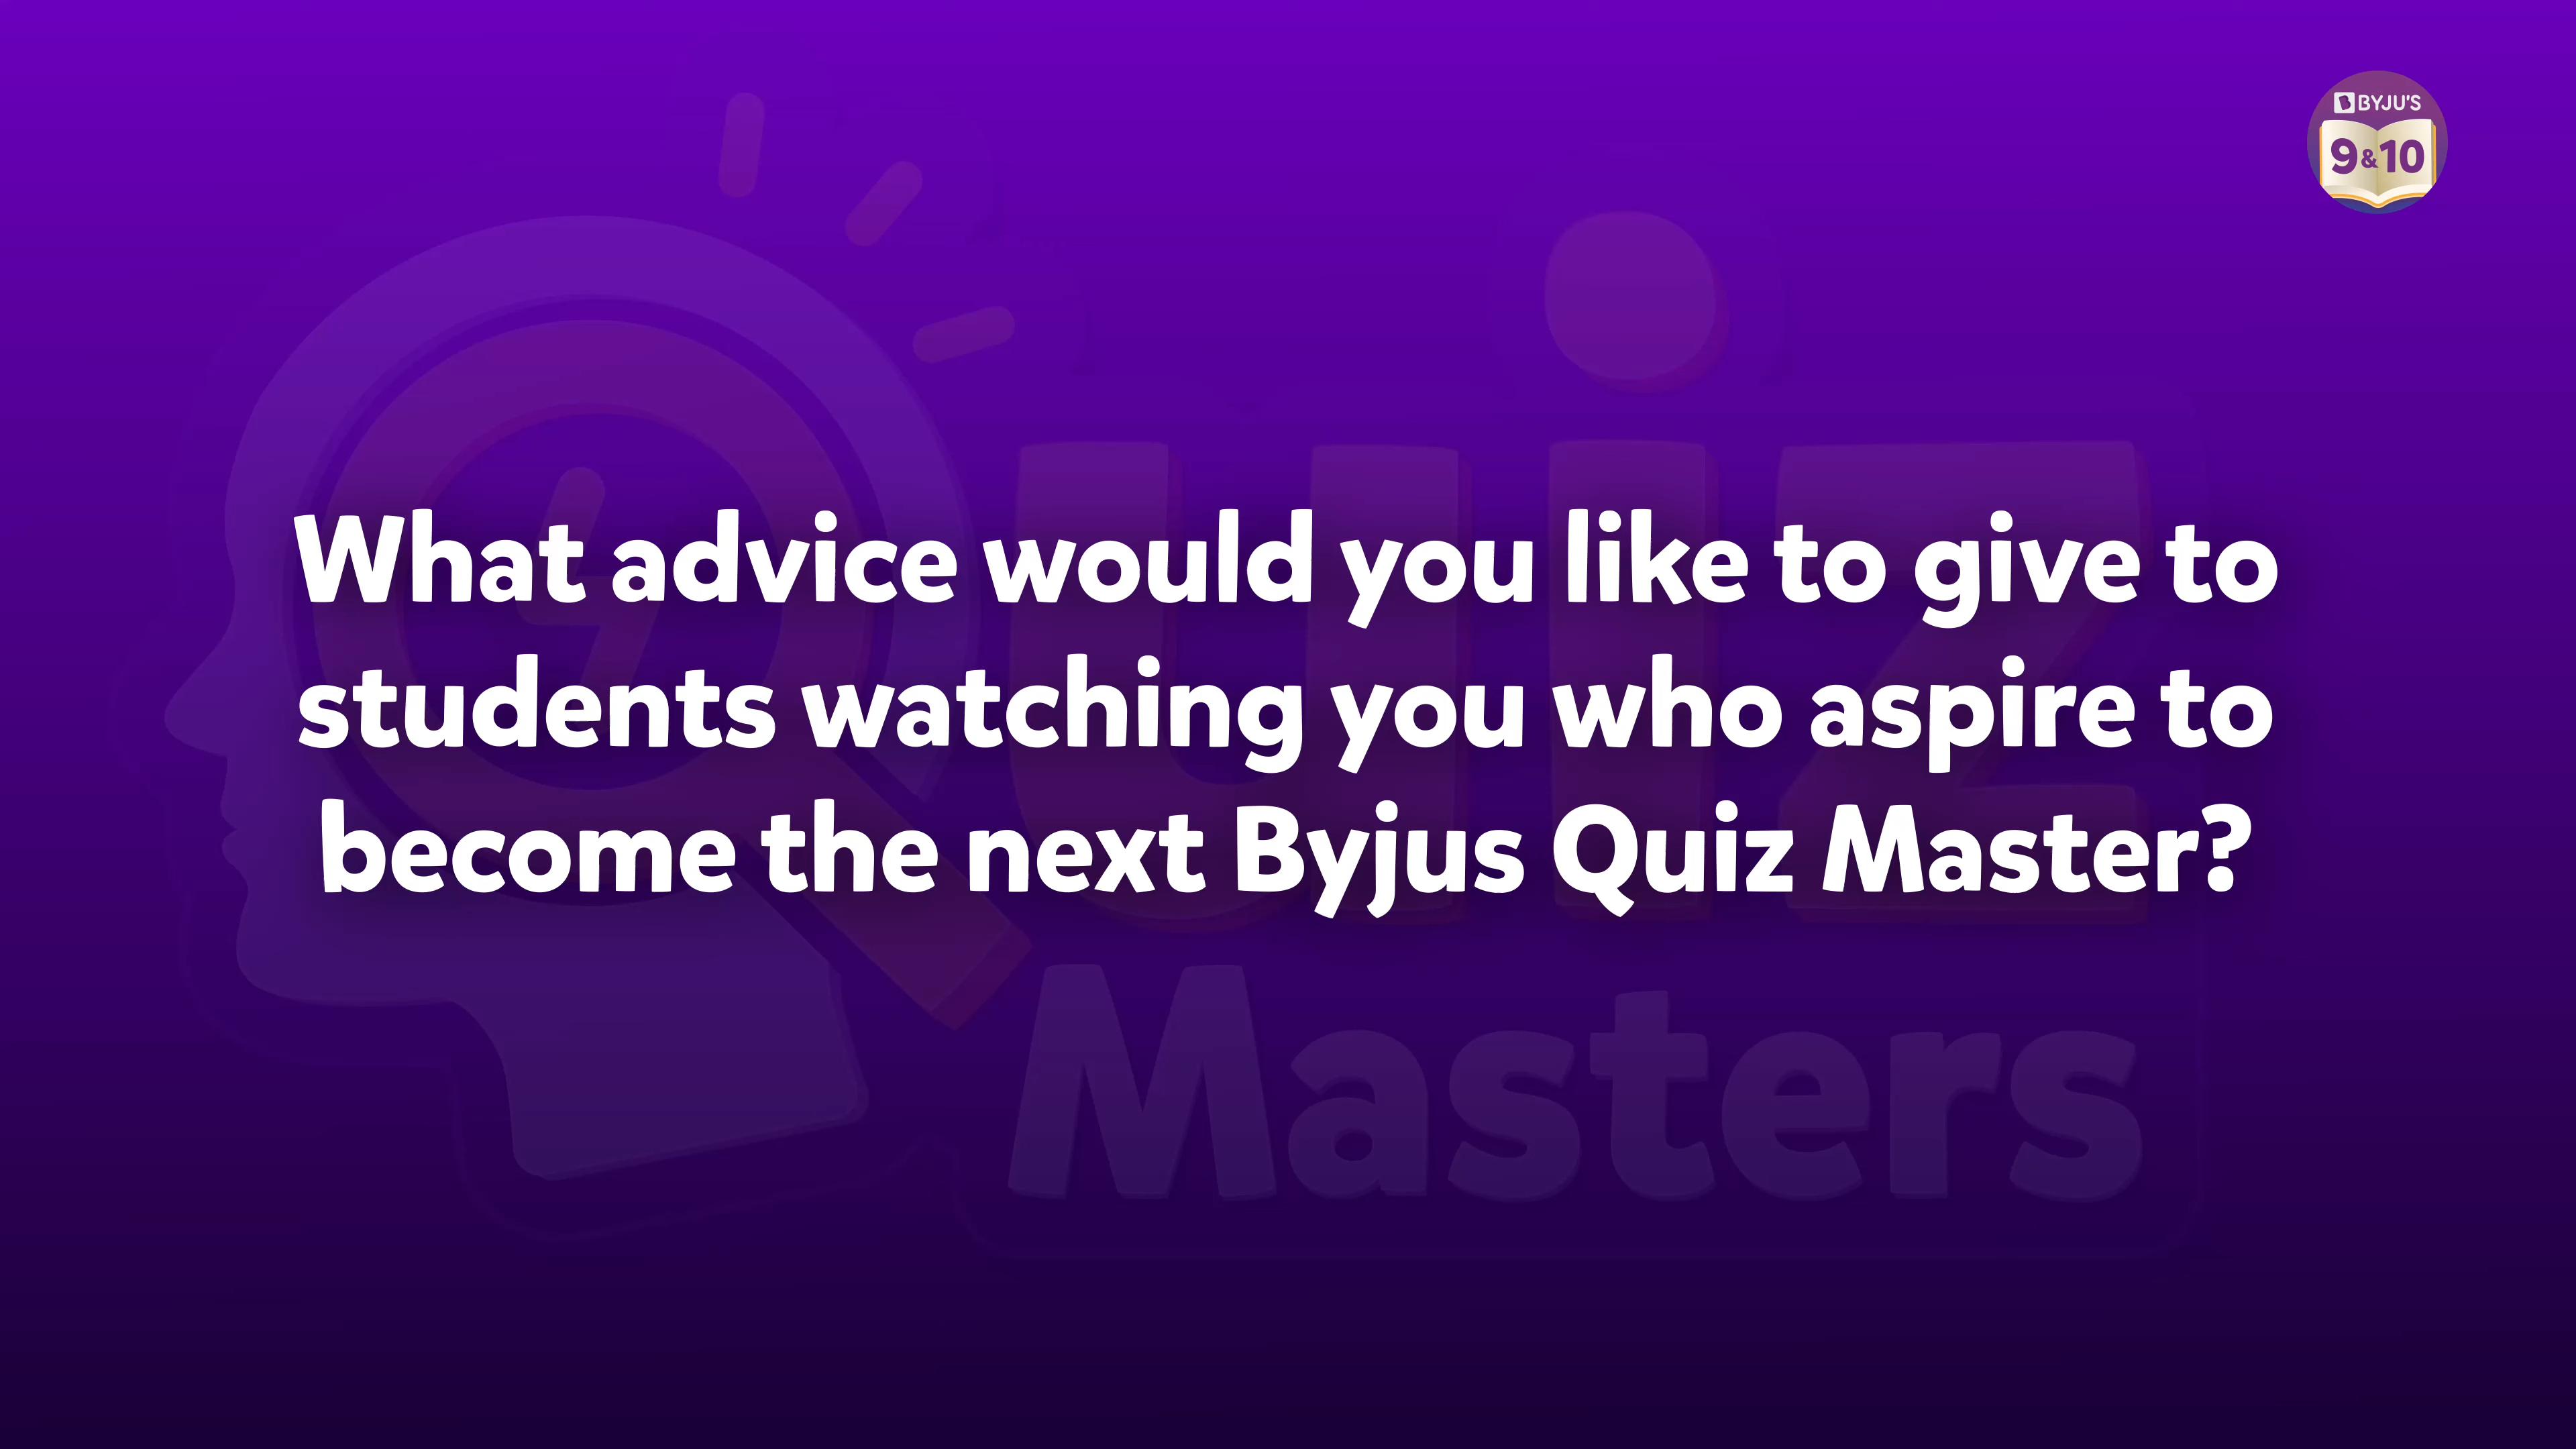 BYJU'S
9&10
What advice would you like to give to
students watching you who aspire to
become the next Byjus Quiz Master?
Quiz
Masters